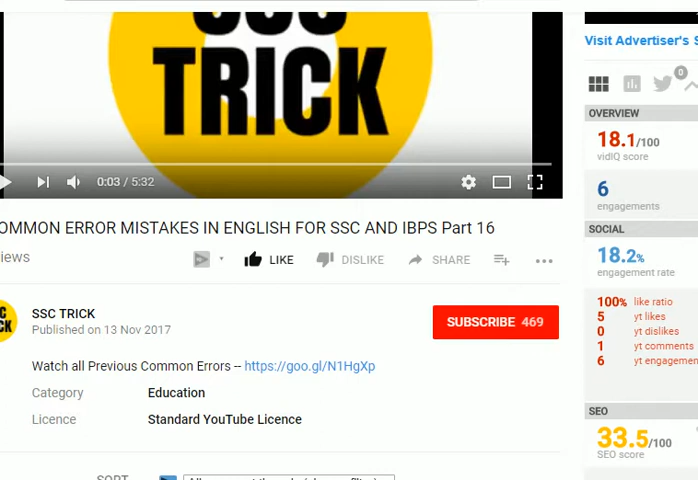 SSC
TRICK
0:03 / 5:32
OMMON ERROR MISTAKES IN ENGLISH FOR SSC AND IBPS Part 16
iews
LIKE
DISLIKE
SHARE
SSC TRICK
Published on 13 Nov 2017
SUBSCRIBE 469
Watch all Previous Common Errors -- https://goo.gl/N1HgXp
Category Education
Licence Standard YouTube Licence
SORT
Visit Advertiser's S
0
OVERVIEW
18.1/100
vidIQ score
6
engagements
SOCIAL
18.2%
engagement rate
100% like ratio
5 yt likes
0 yt dislikes
1 yt comments
6 yt engagemen
SEO
33.5/100
SEO score